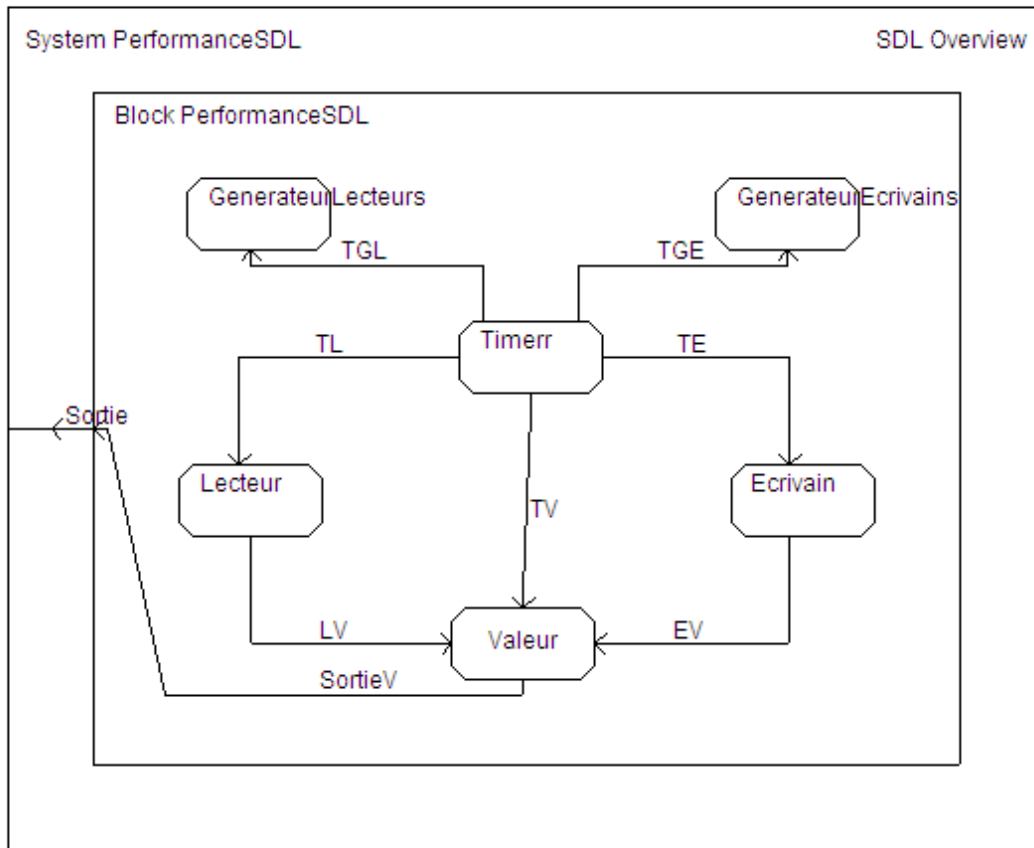 System PerformanceSDL
SDL Overview
Block PerformanceSDL
GenerateurLecteurs
GenerateurEcrivains
TGL
TGE
Timerr
TL
TE
Sortie
Lecteur
Ecrivain
TV
LV
Valeur
EV
SortieV